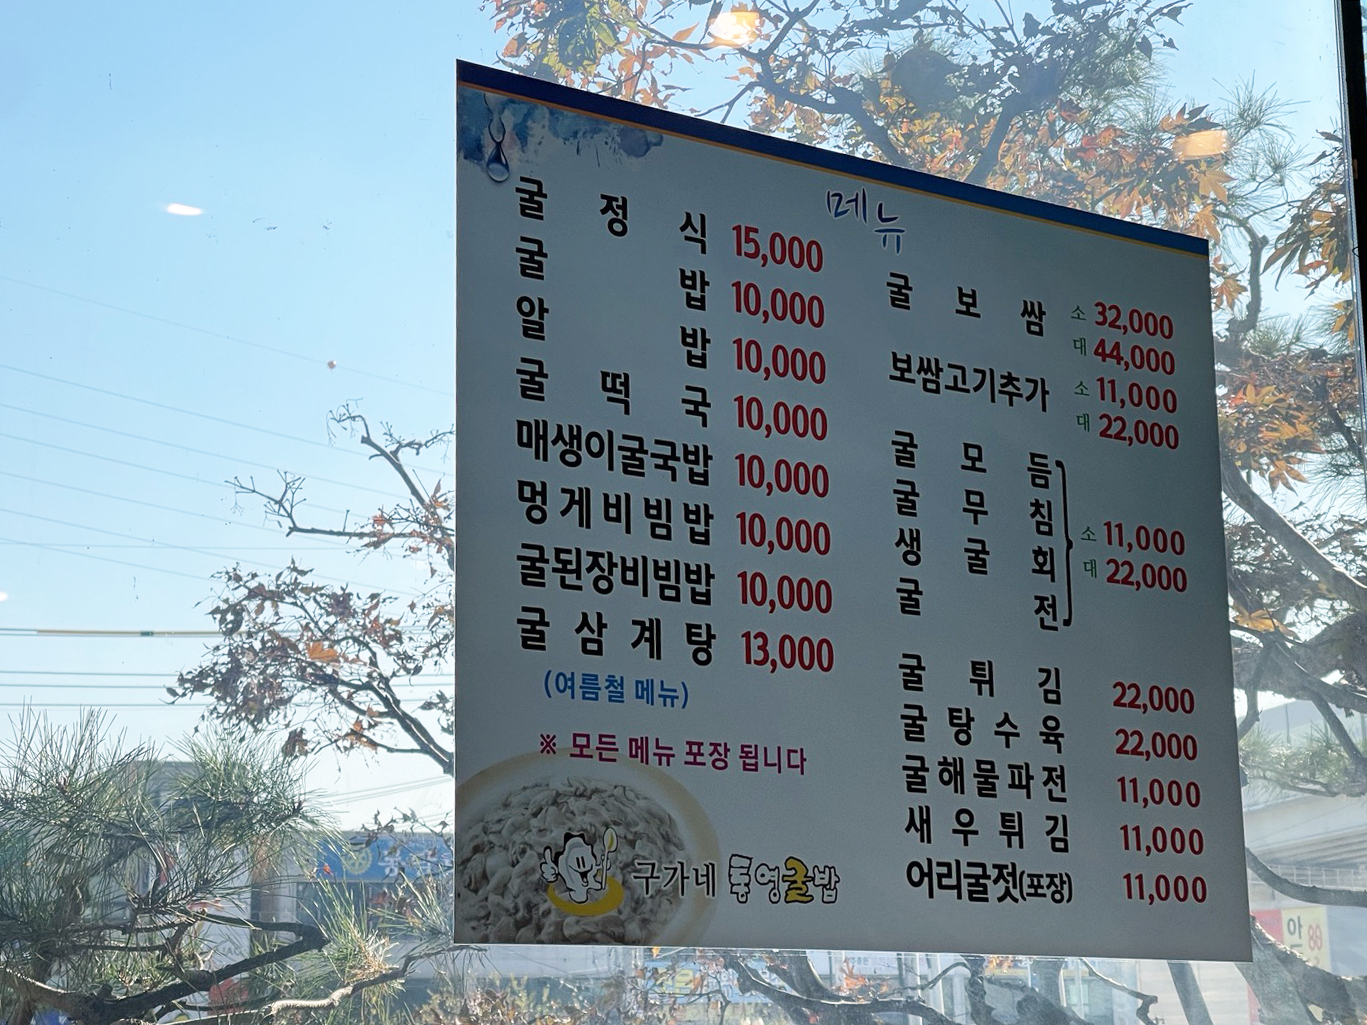 메뉴
굴 정 식 15,000
굴 밥 10,000
알 밥 10,000
굴 떡 국 10,000
매생이굴국밥 10,000
멍게비빔밥 10,000
굴된장비빔밥 10,000
굴 삼 계 탕 13,000
(여름철 메뉴)
※ 모든 메뉴 포장 됩니다
구가네 통영굴밥
굴 보 쌈 소 32,000
대 44,000
보쌈고기추가 소 11,000
대 22,000
굴 모 듬
굴 무 침
생 굴 회
굴 전
소 11,000
대 22,000
굴 튀 김 22,000
굴 탕 수 육 22,000
굴해물파전 11,000
새 우 튀 김 11,000
어리굴젓(포장) 11,000